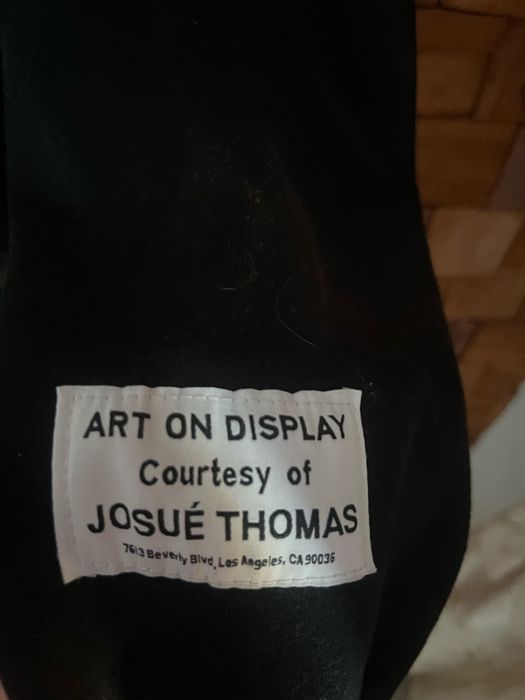 ART ON DISPLAY
Courtesy of
JOSUÉ THOMAS
7613 Beverly Blvd, Los Angeles, CA 90036